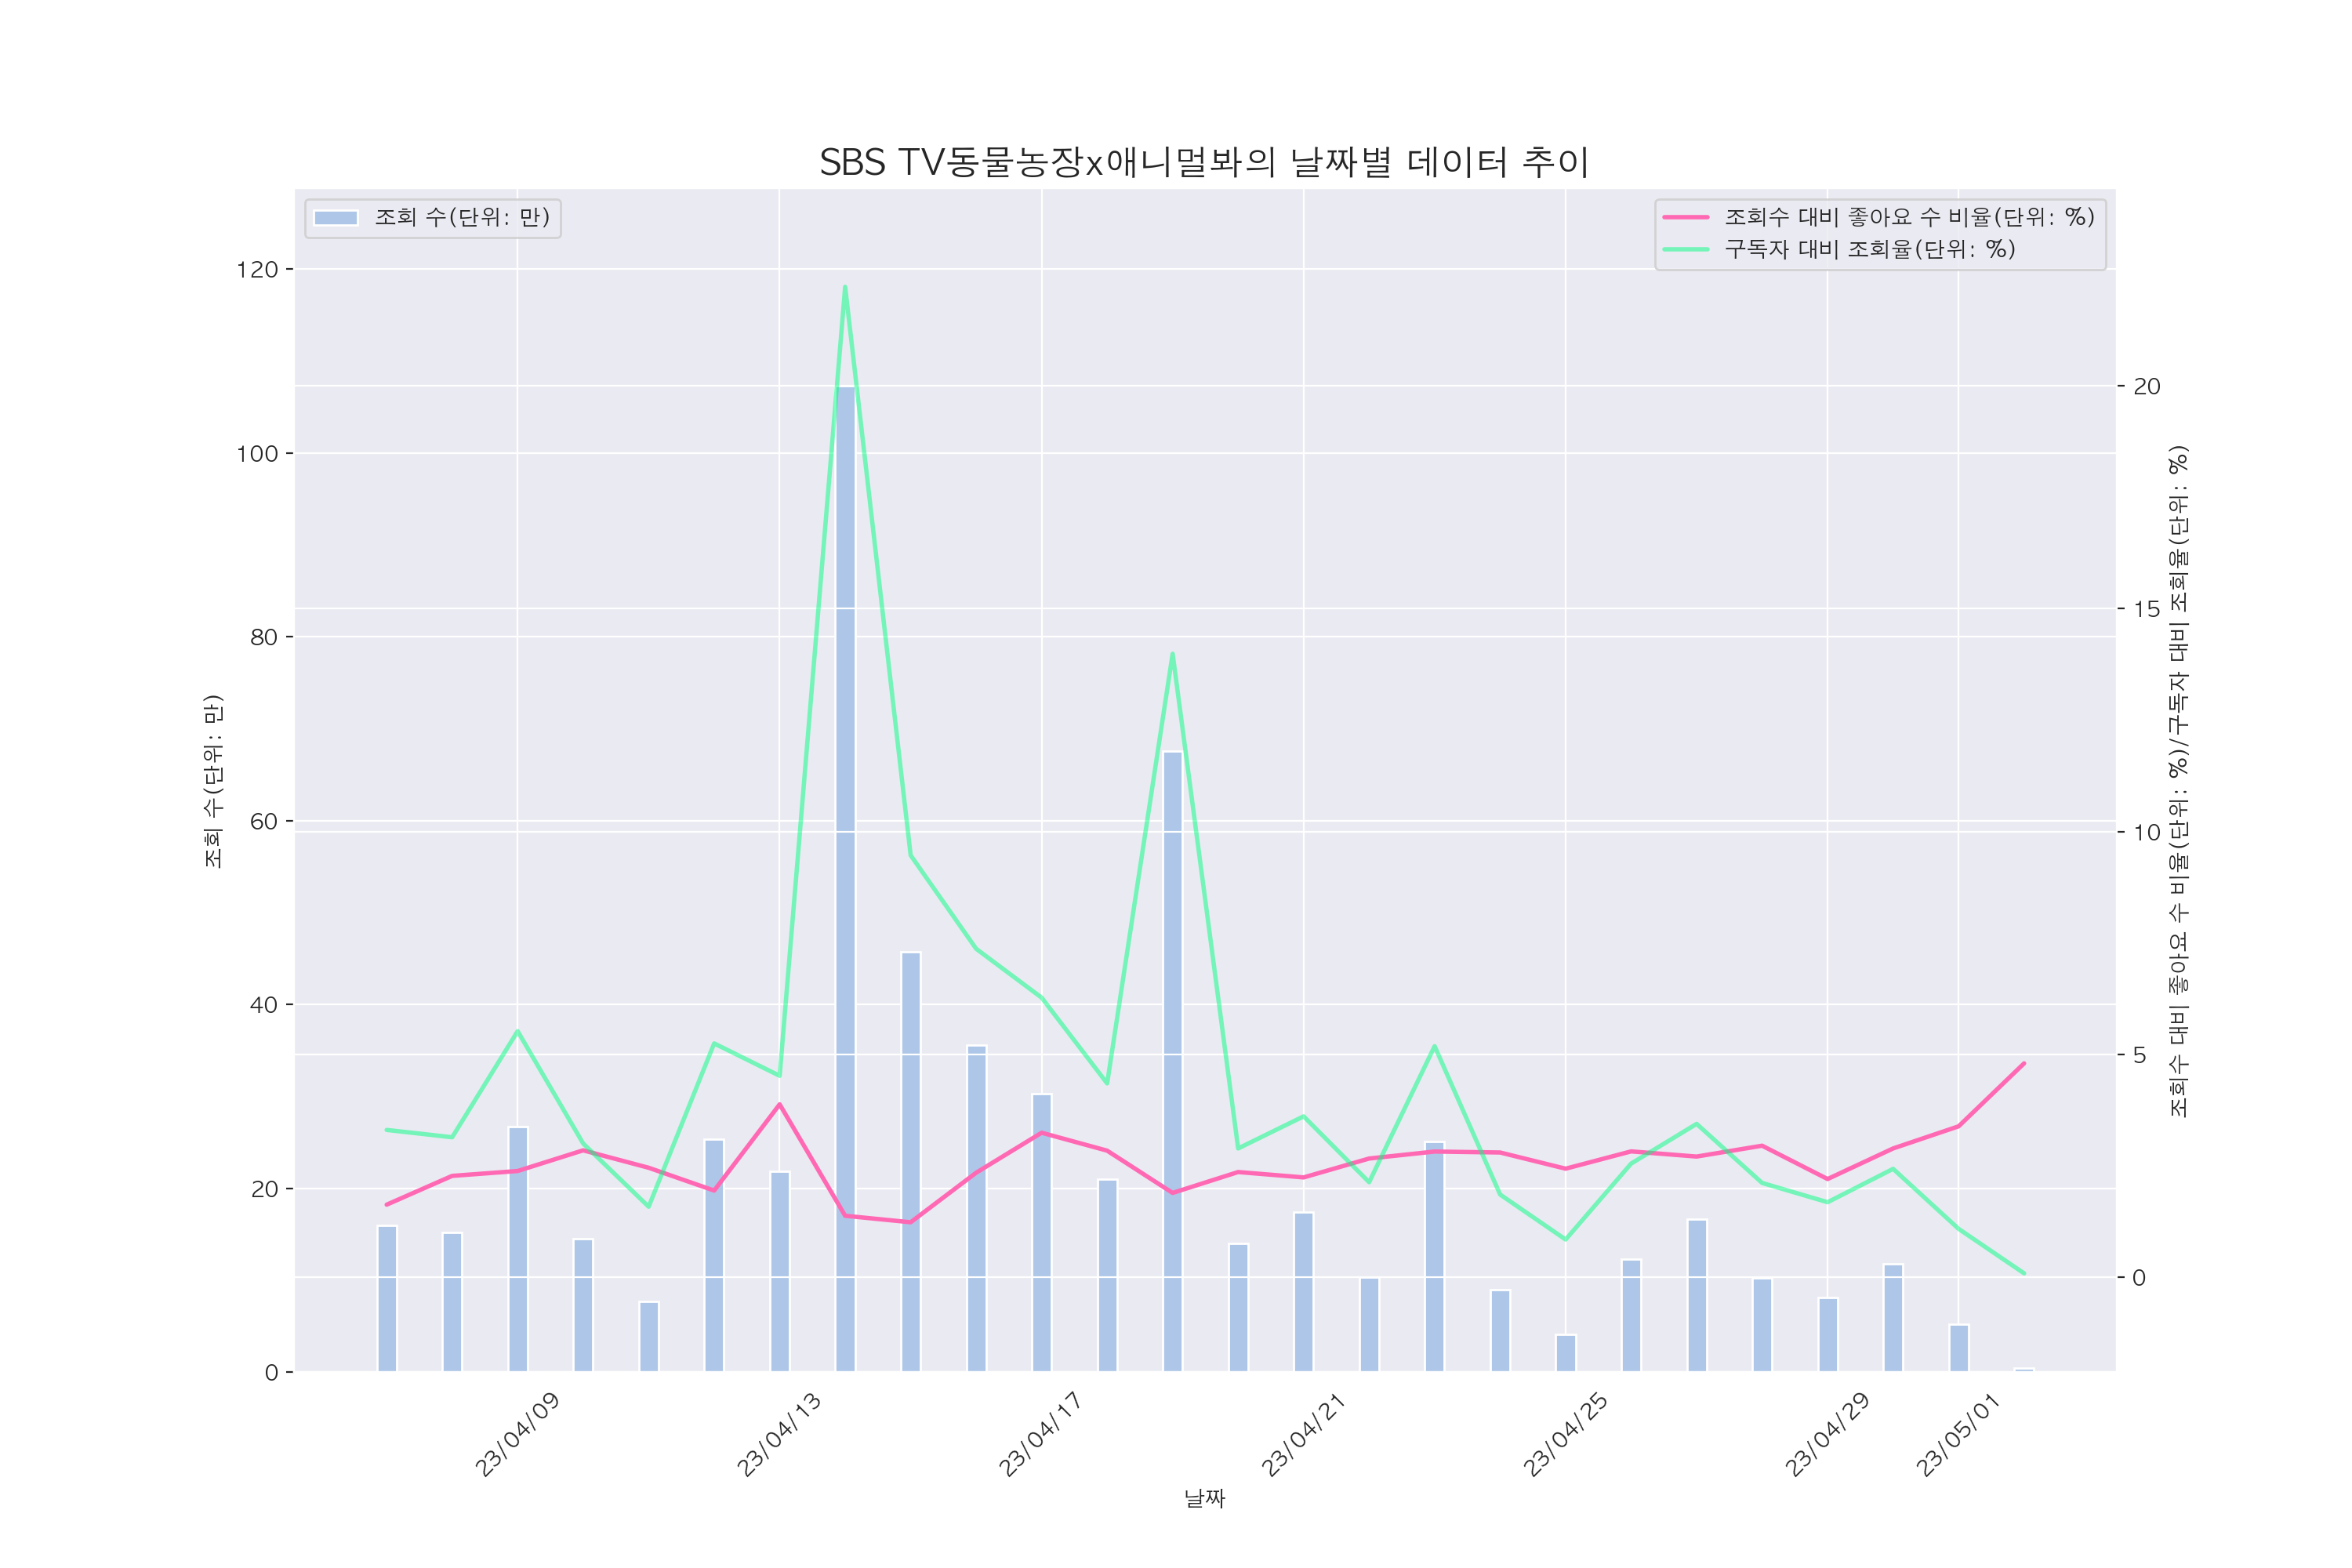 SBS TV동물농장x애니멀봐의 날짜별 데이터 추이
조회 수(단위: 만)
조회수 대비 좋아요 수 비율(단위: %)
구독자 대비 조회율(단위: %)
120
100
80
60
40
20
0
조회 수(단위: 만)
20
15
10
5
0
조회수 대비 좋아요 수 비율(단위: %)/구독자 대비 조회율(단위: %)
23/04/09
23/04/13
23/04/17
23/04/21
23/04/25
23/04/29
23/05/01
날짜